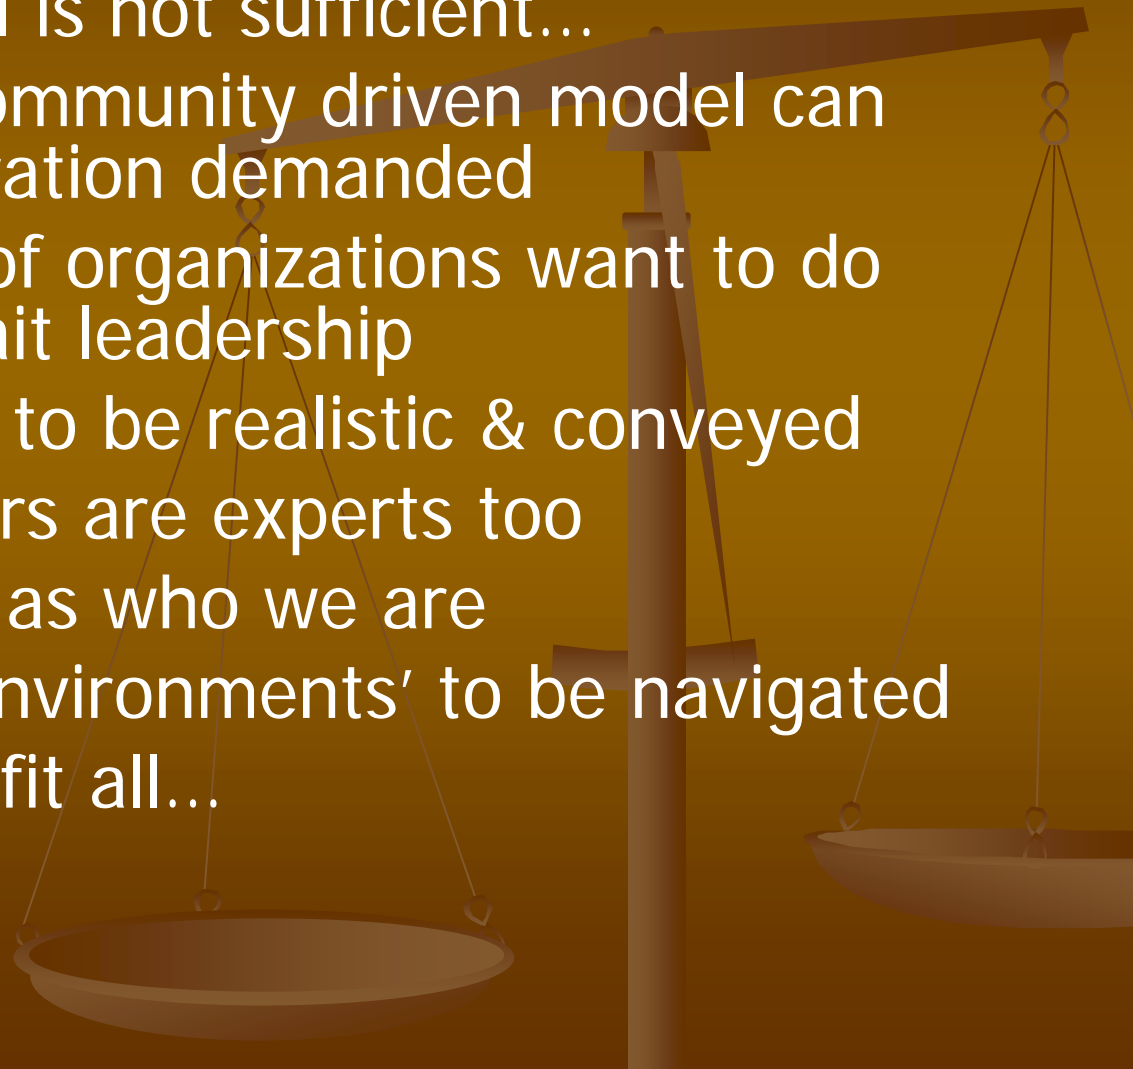 is not sufficient...
ommunity driven model can
ation demanded
of organizations want to do
ait leadership
to be realistic & conveyed
rs are experts too
as who we are
nvironments’ to be navigated
fit all...